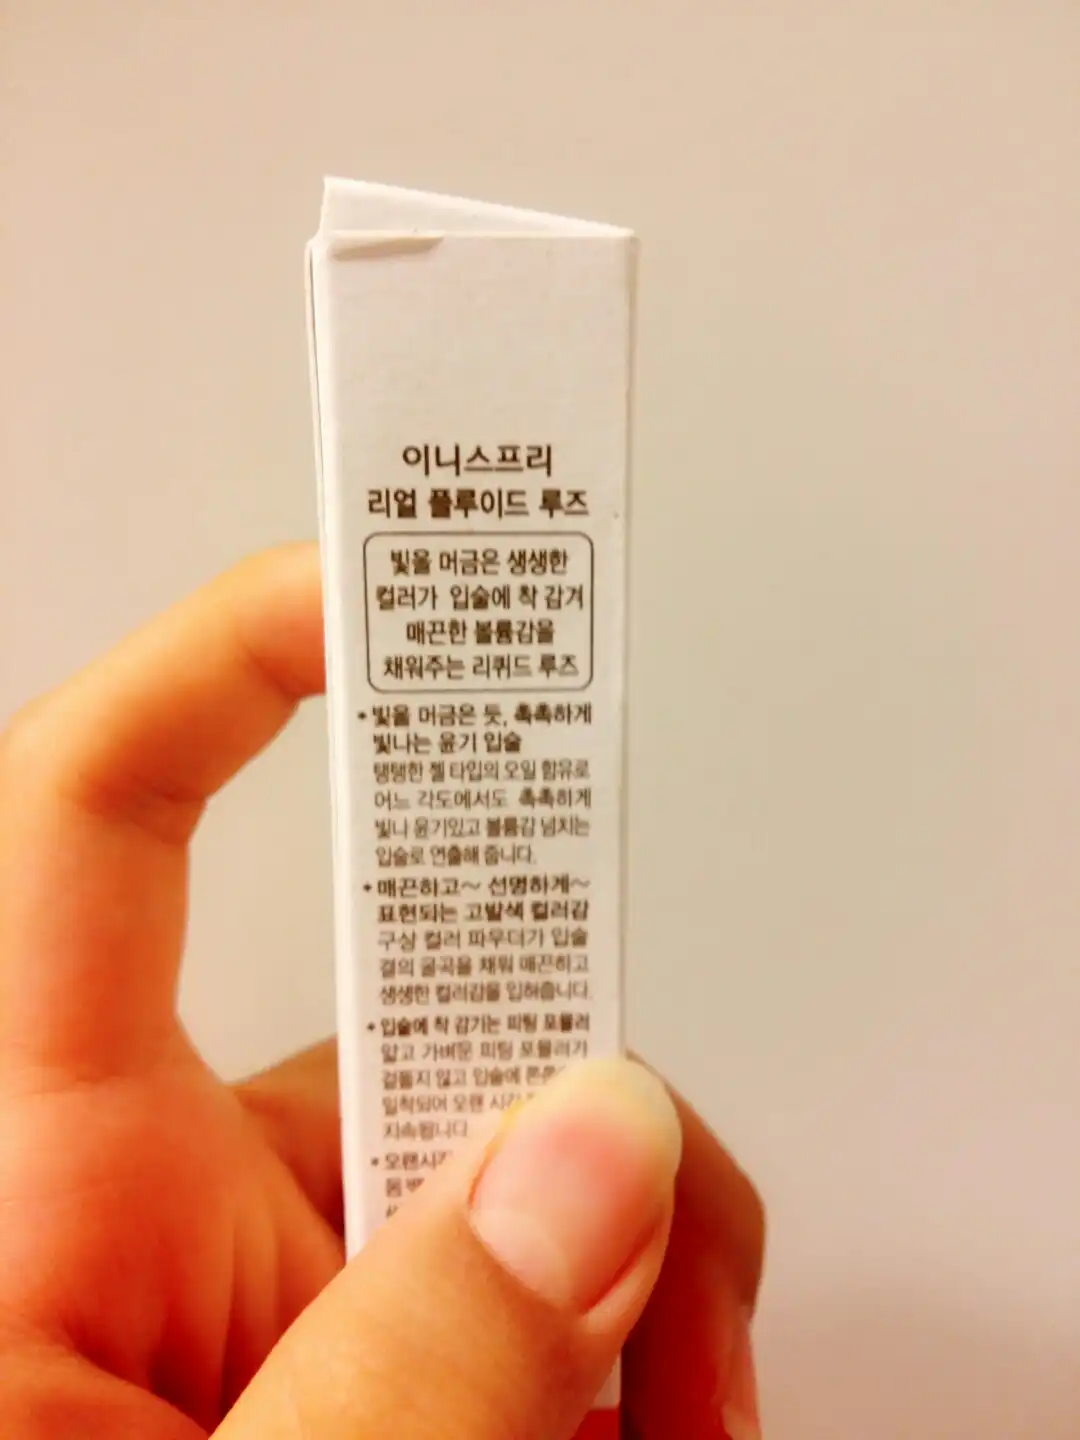 이니스프리
리얼 플루이드 루즈
빛을 머금은 생생한
컬러가 입술에 착 감겨
매끈한 볼륨감을
채워주는 리퀴드 루즈
• 빛을 머금은 듯, 촉촉하게
빛나는 윤기 입술
탱탱한 젤 타입의 오일 함유로
어느 각도에서도 촉촉하게
빛나 윤기있고 볼륨감 넘치는
입술로 연출해 줍니다.
• 매끈하고~ 선명하게~
표현되는 고발색 컬러감
구상 컬러 파우더가 입술
결의 굴곡을 채워 매끈하고
생생한 컬러감을 입혀줍니다.
• 입술에 착 감기는 피팅 포뮬러
얇고 가벼운 피팅 포뮬러가
겉돌지 않고 입술에
밀착되어 오랜 시간
지속됩니다.
• 오랜시간